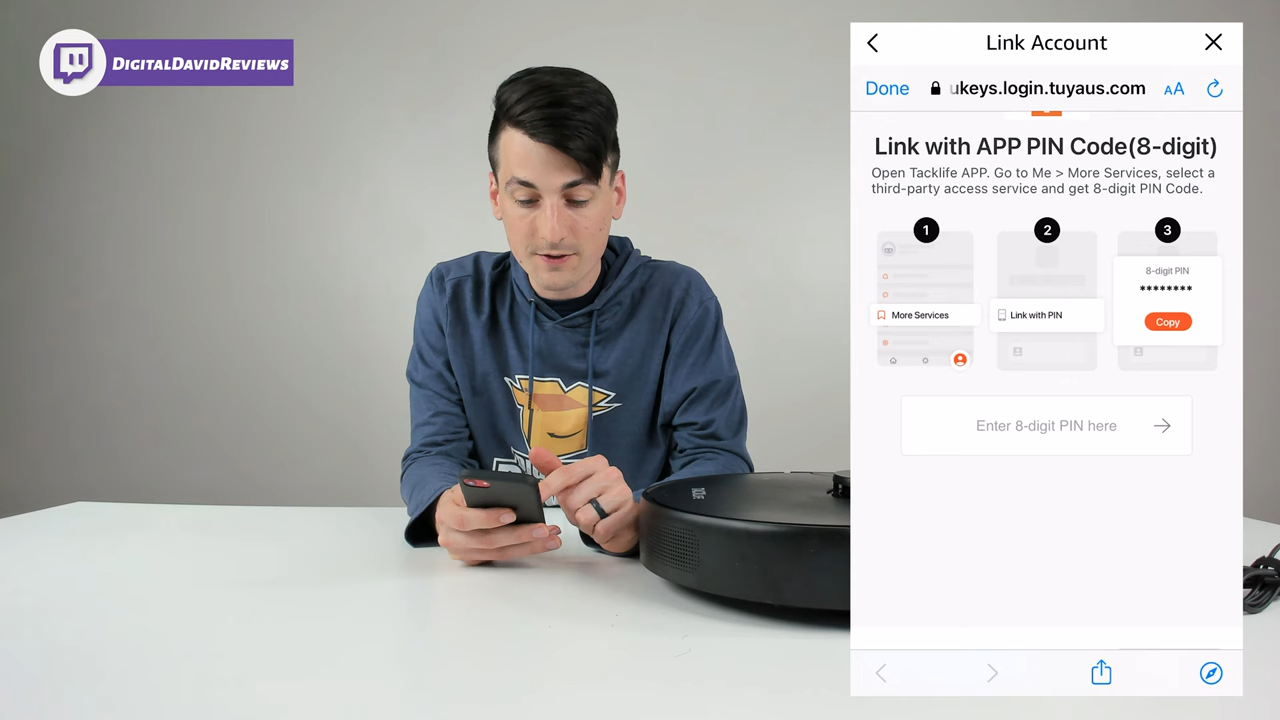 DIGITALDAVIDREVIEWS
Link Account
Done
ukeys.login.tuyaus.com
AA
Link with APP PIN Code(8-digit)
Open Tacklife APP. Go to Me > More Services, select a
third-party access service and get 8-digit PIN Code.
1
2
3
More Services
Link with PIN
8-digit PIN
********
Copy
Enter 8-digit PIN here